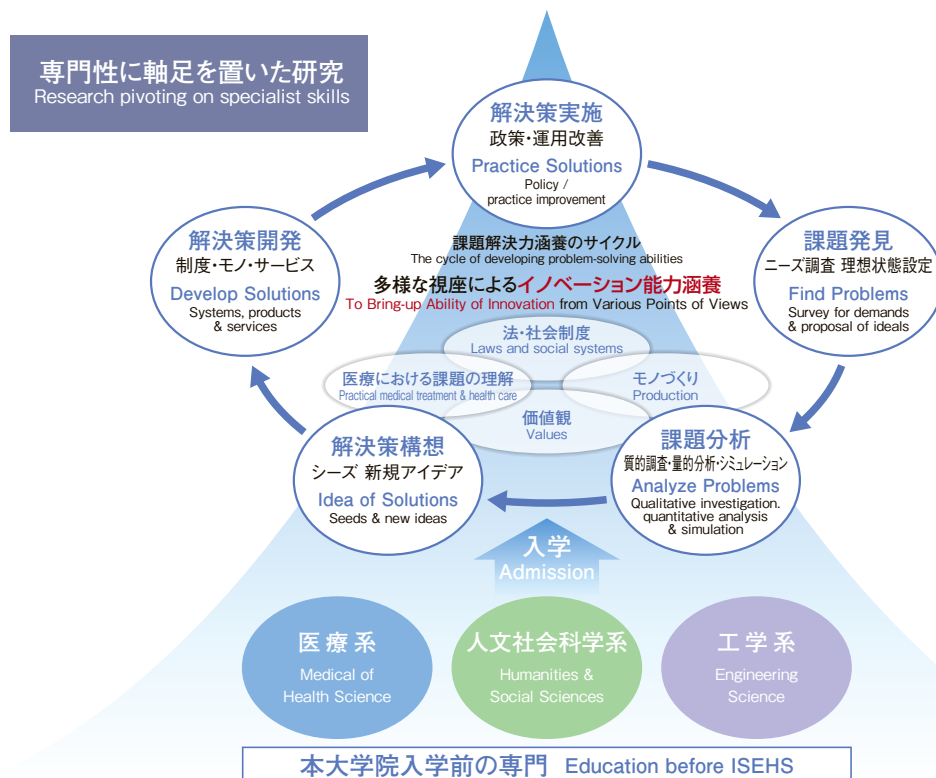 専門性に軸足を置いた研究
Research pivoting on specialist skills
解決策実施
政策・運用改善
Practice Solutions
Policy /
practice improvement
解決策開発
制度・モノ・サービス
Develop Solutions
Systems, products
& services
課題発見
ニーズ調査 理想状態設定
Find Problems
Survey for demands
& proposal of ideals
課題解決力涵養のサイクル
The cycle of developing problem-solving abilities
多様な視座によるイノベーション能力涵養
To Bring-up Ability of Innovation from Various Points of Views
法・社会制度
Laws and social systems
医療における課題の理解
Practical medical treatment & health care
モノづくり
Production
価値観
Values
解決策構想
シーズ 新規アイデア
Idea of Solutions
Seeds & new ideas
課題分析
質的調査・量的分析・シミュレーション
Analyze Problems
Qualitative investigation.
quantitative analysis
& simulation
入学
Admission
医療系
Medical of
Health Science
人文社会科学系
Humanities &
Social Sciences
工学系
Engineering
Science
本大学院入学前の専門 Education before ISEHS